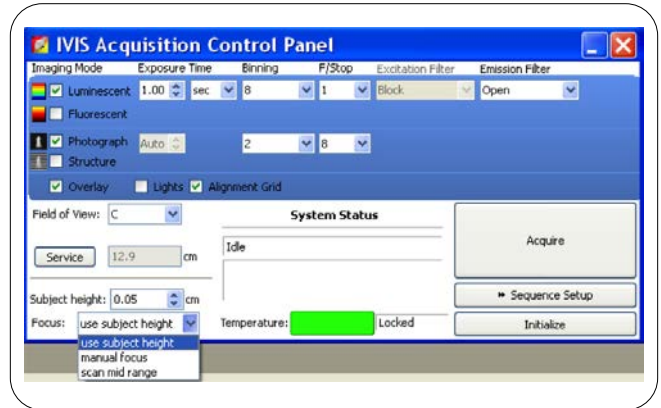 IVIS Acquisition Control Panel
Imaging Mode Exposure Time Binning F/Stop Excitation Filter Emission Filter
Luminescent 1.00 sec 8 1 Block Open
Fluorescent
Photograph Auto 2 8
Structure
Overlay Lights Alignment Grid
Field of View: C System Status
Idle Acquire
Service 12.9 cm
Subject height: 0.05 cm Sequence Setup
Focus: use subject height Temperature: Locked Initialize
use subject height
manual focus
scan mid range